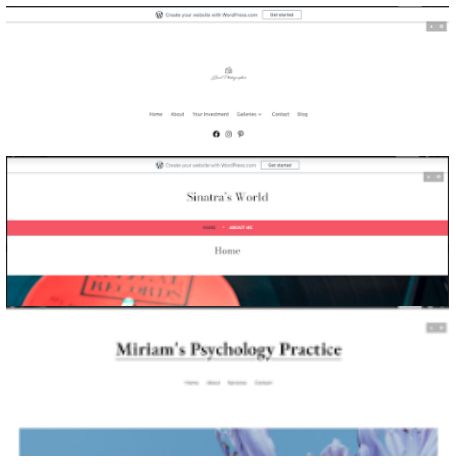 Create your website with WordPress.com Get started
Home About Your Investment Galleries Contact Blog
Create your website with WordPress.com Get started
Sinatra's World
HOME • ABOUT ME
Home
RECORDS
Miriam's Psychology Practice
Home About Services Contact